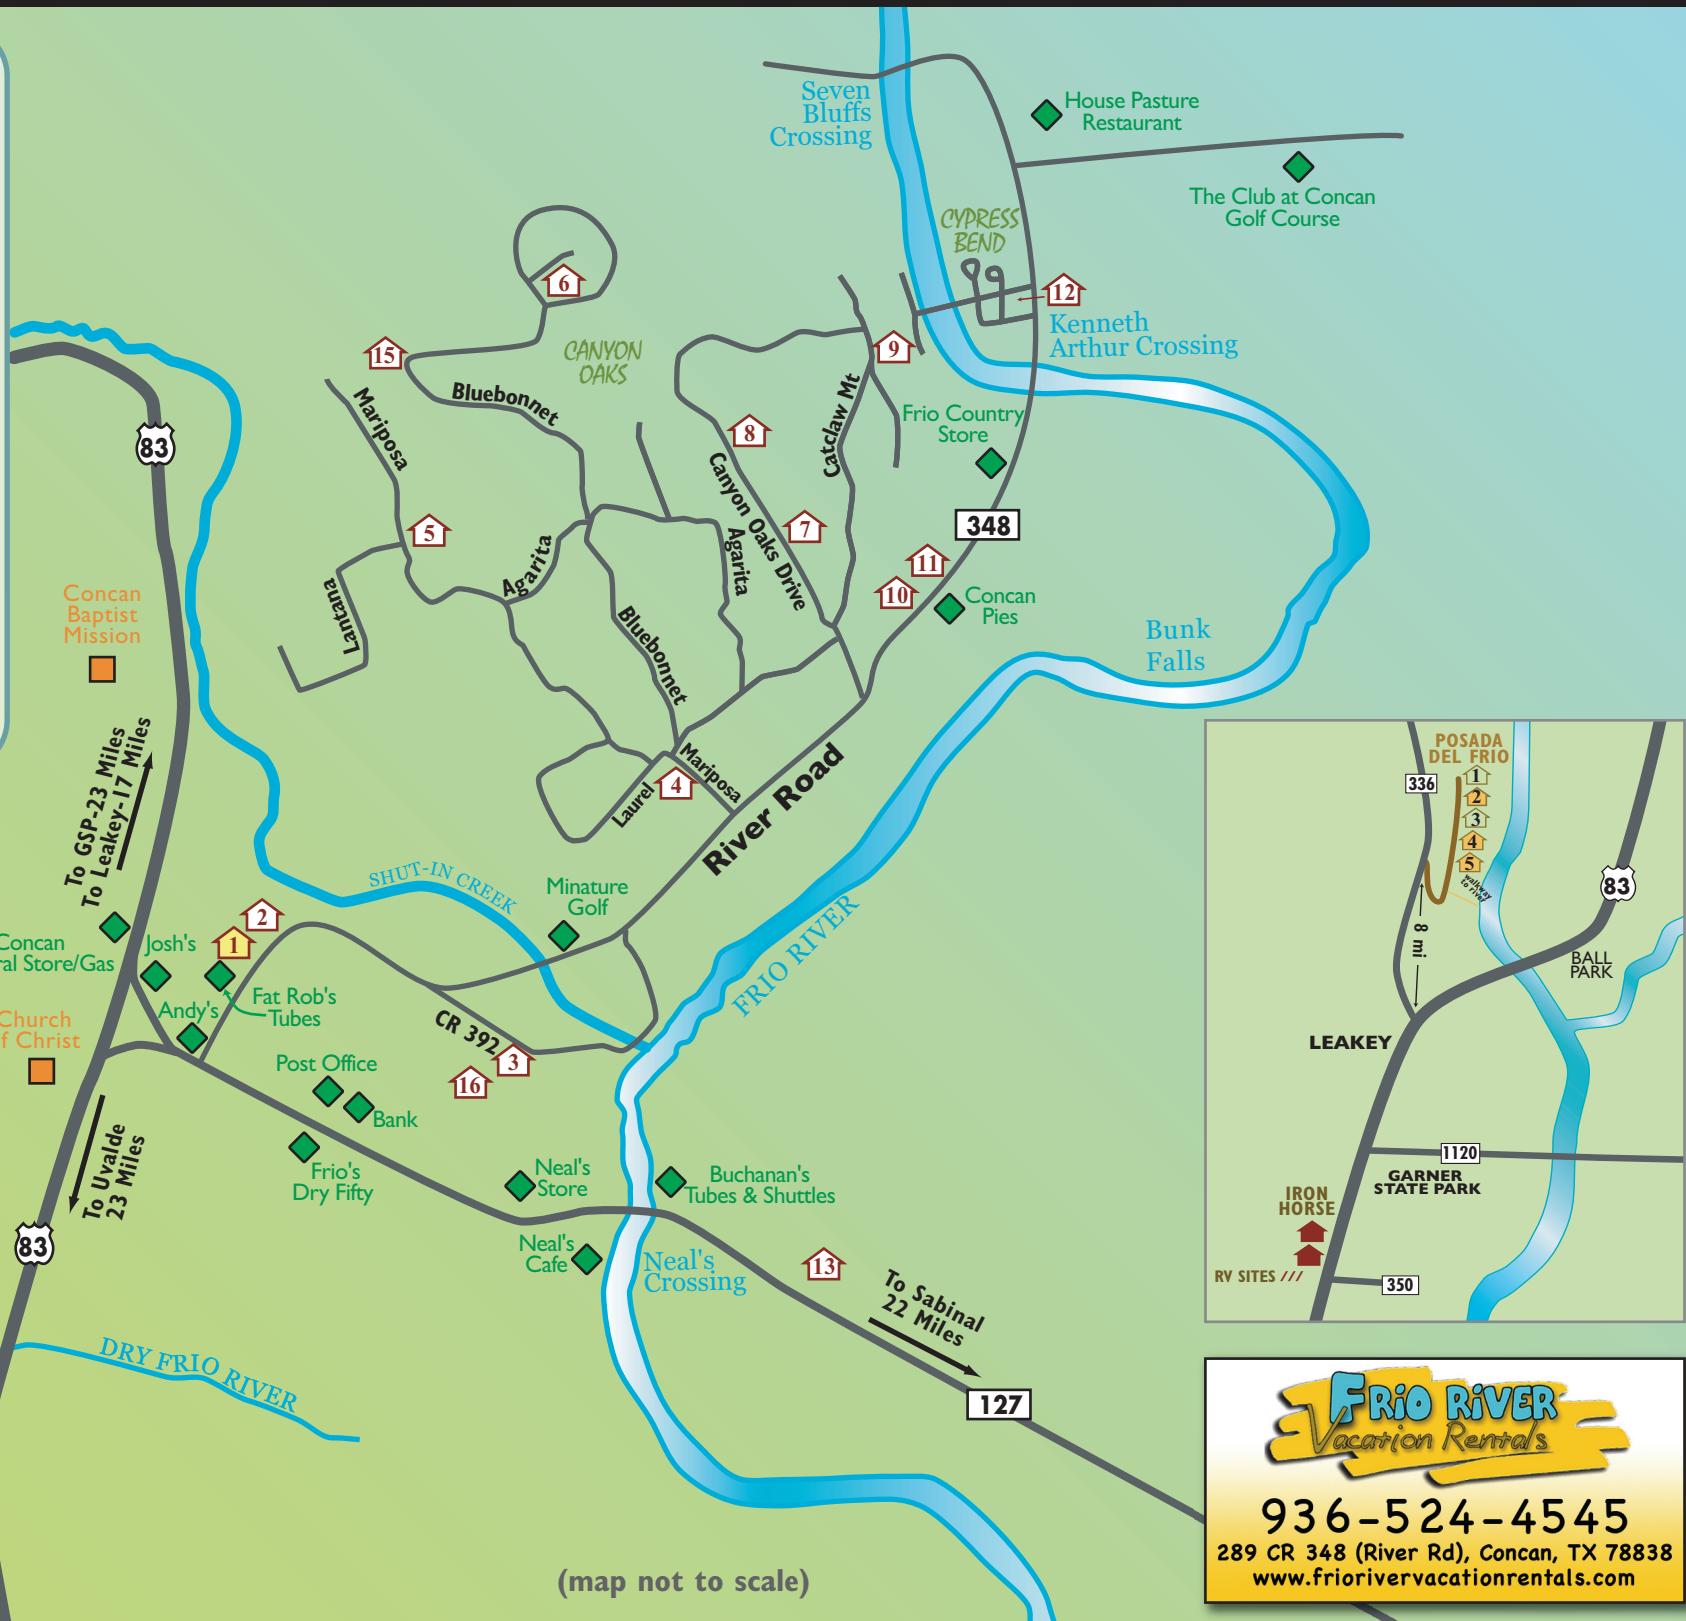 Seven
Bluffs
Crossing
House Pasture
Restaurant
The Club at Concan
Golf Course
CYPRESS
BEND
12
Kenneth
Arthur Crossing
6
15
CANYON
OAKS
9
Bluebonnet
Mariposa
83
8
Catclaw Mt
Frio Country
Store
Canyon Oaks Drive
7
348
5
Agarita
Agarita
11
10
Concan
Pies
Lantana
Bluebonnet
Concan
Baptist
Mission
Bunk
Falls
To GSP-23 Miles
To Leakey-17 Miles
Mariposa
4
Laurel
River Road
SHUT-IN CREEK
Minature
Golf
FRIO RIVER
2
1
Concan
ral Store/Gas
Josh's
Andy's
Fat Rob's
Tubes
Church
f Christ
CR 392
3
16
Post Office
Bank
Frio's
Dry Fifty
To Uvalde
23 Miles
83
Neal's
Store
Buchanan's
Tubes & Shuttles
Neal's
Cafe
Neal's
Crossing
13
To Sabinal
22 Miles
127
DRY FRIO RIVER
(map not to scale)
POSADA
DEL FRIO
336
1
2
3
4
5
walkway
to river
83
8 mi
BALL
PARK
LEAKEY
1120
GARNER
STATE PARK
IRON
HORSE
RV SITES ///
350
FRIO RIVER
Vacation Rentals
936-524-4545
289 CR 348 (River Rd), Concan, TX 78838
www.friorivervacationrentals.com